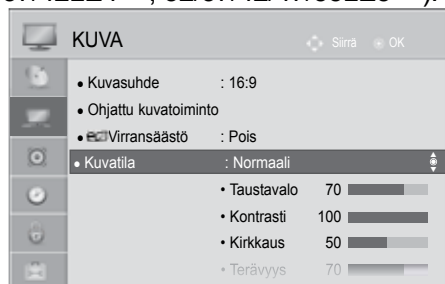 KUVA
Siirrä OK
• Kuvasuhde : 16:9
• Ohjattu kuvatoiminto
• Virransäästö : Pois
• Kuvatila : Normaali
• Taustavalo 70
• Kontrasti 100
• Kirkkaus 50
• Terävyys 70